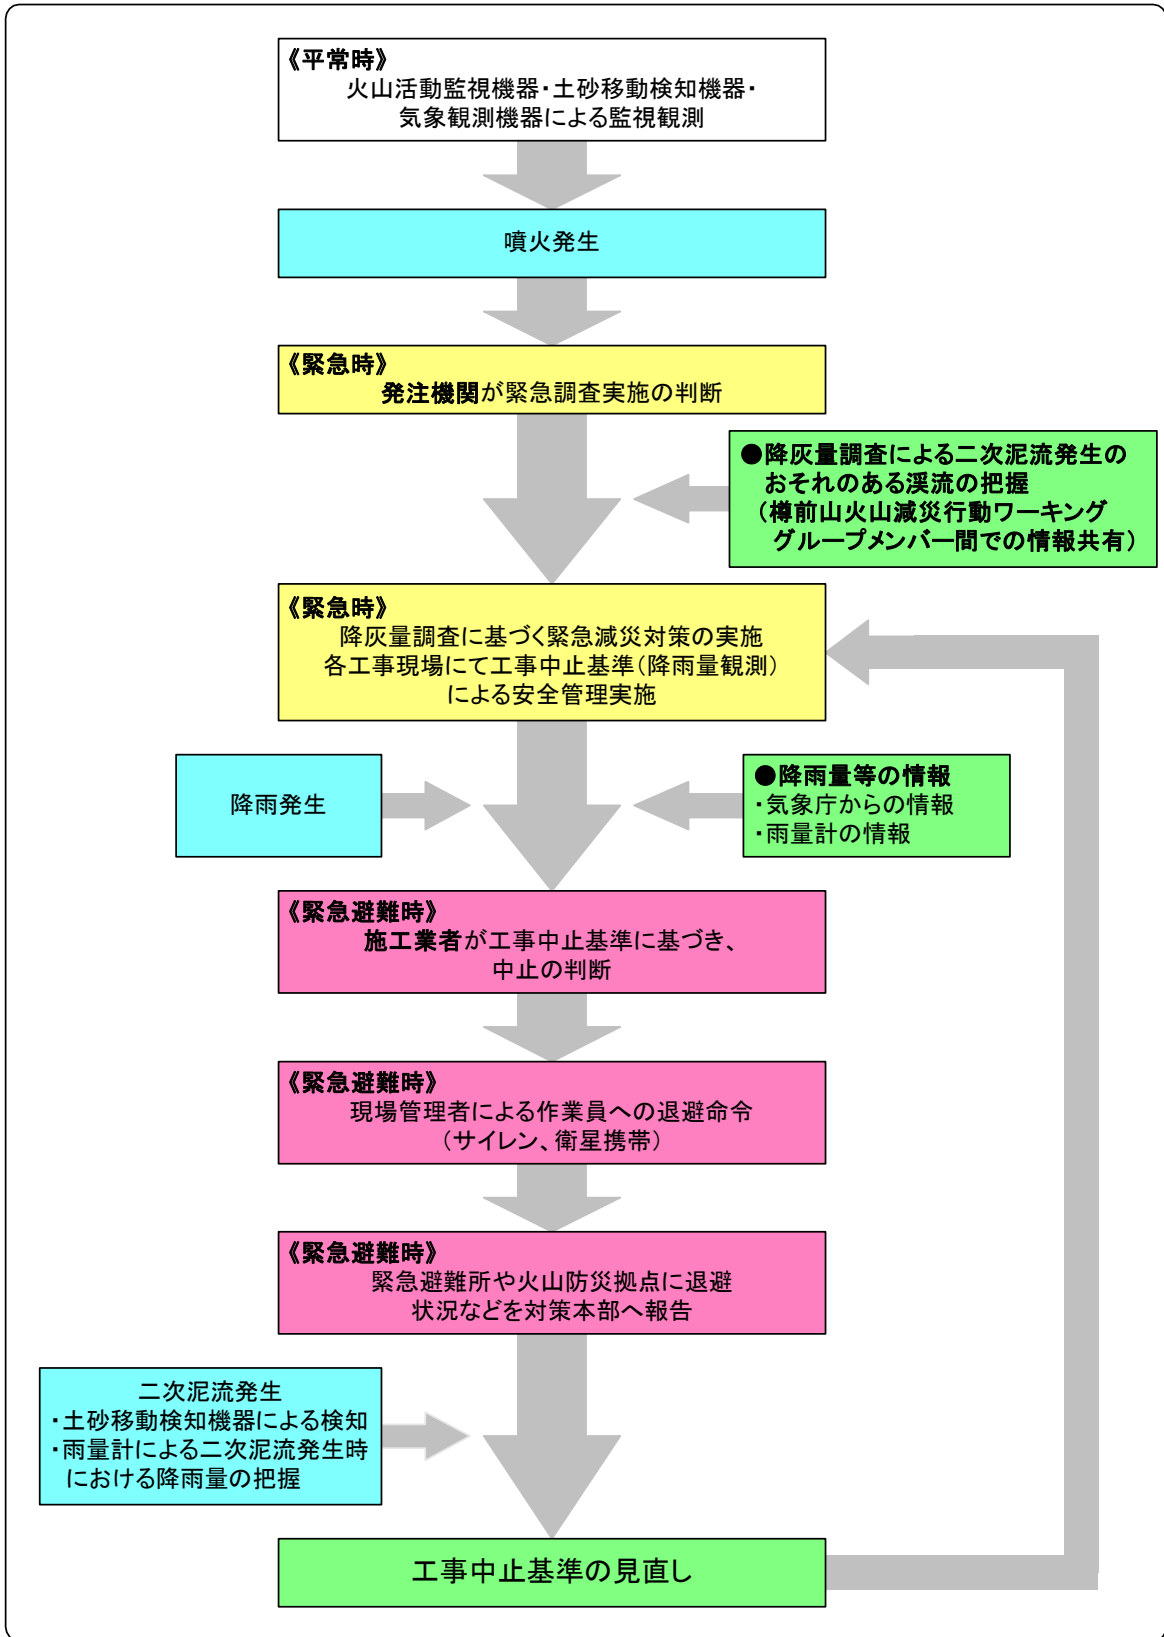 《平常時》
火山活動監視機器・土砂移動検知機器・
気象観測機器による監視観測
噴火発生
《緊急時》
発注機関が緊急調査実施の判断
●降灰量調査による二次泥流発生の
おそれのある渓流の把握
（樽前山火山減災行動ワーキング
グループメンバー間での情報共有）
《緊急時》
降灰量調査に基づく緊急減災対策の実施
各工事現場にて工事中止基準（降雨量観測）
による安全管理実施
降雨発生
●降雨量等の情報
・気象庁からの情報
・雨量計の情報
《緊急避難時》
施工業者が工事中止基準に基づき、
中止の判断
《緊急避難時》
現場管理者による作業員への退避命令
（サイレン、衛星携帯）
《緊急避難時》
緊急避難所や火山防災拠点に退避
状況などを対策本部へ報告
二次泥流発生
・土砂移動検知機器による検知
・雨量計による二次泥流発生時
における降雨量の把握
工事中止基準の見直し